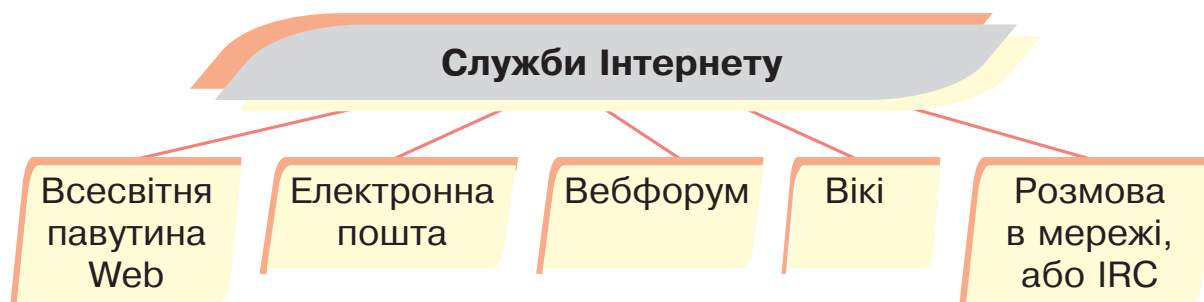 Служби Інтернету
Всесвітня
павутина
Web
Електронна
пошта
Вебфорум
Вікі
Розмова
в мережі,
або IRC